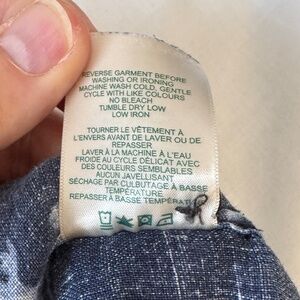 REVERSE GARMENT BEFORE
WASHING OR IRONING
MACHINE WASH COLD, GENTLE
CYCLE WITH LIKE COLOURS
NO BLEACH
TUMBLE DRY LOW
LOW IRON
TOURNER LE VÊTEMENT À
L'ENVERS AVANT DE LAVER OU DE
REPASSER
LAVER À LA MACHINE À L'EAU
FROIDE AU CYCLE DÉLICAT AVEC
DES COULEURS SEMBLABLES
AUCUN JAVELLISANT
SÉCHAGE PAR CULBUTAGE À BASSE
TEMPÉRATURE
REPASSER À BASSE
TEMPÉRATURE